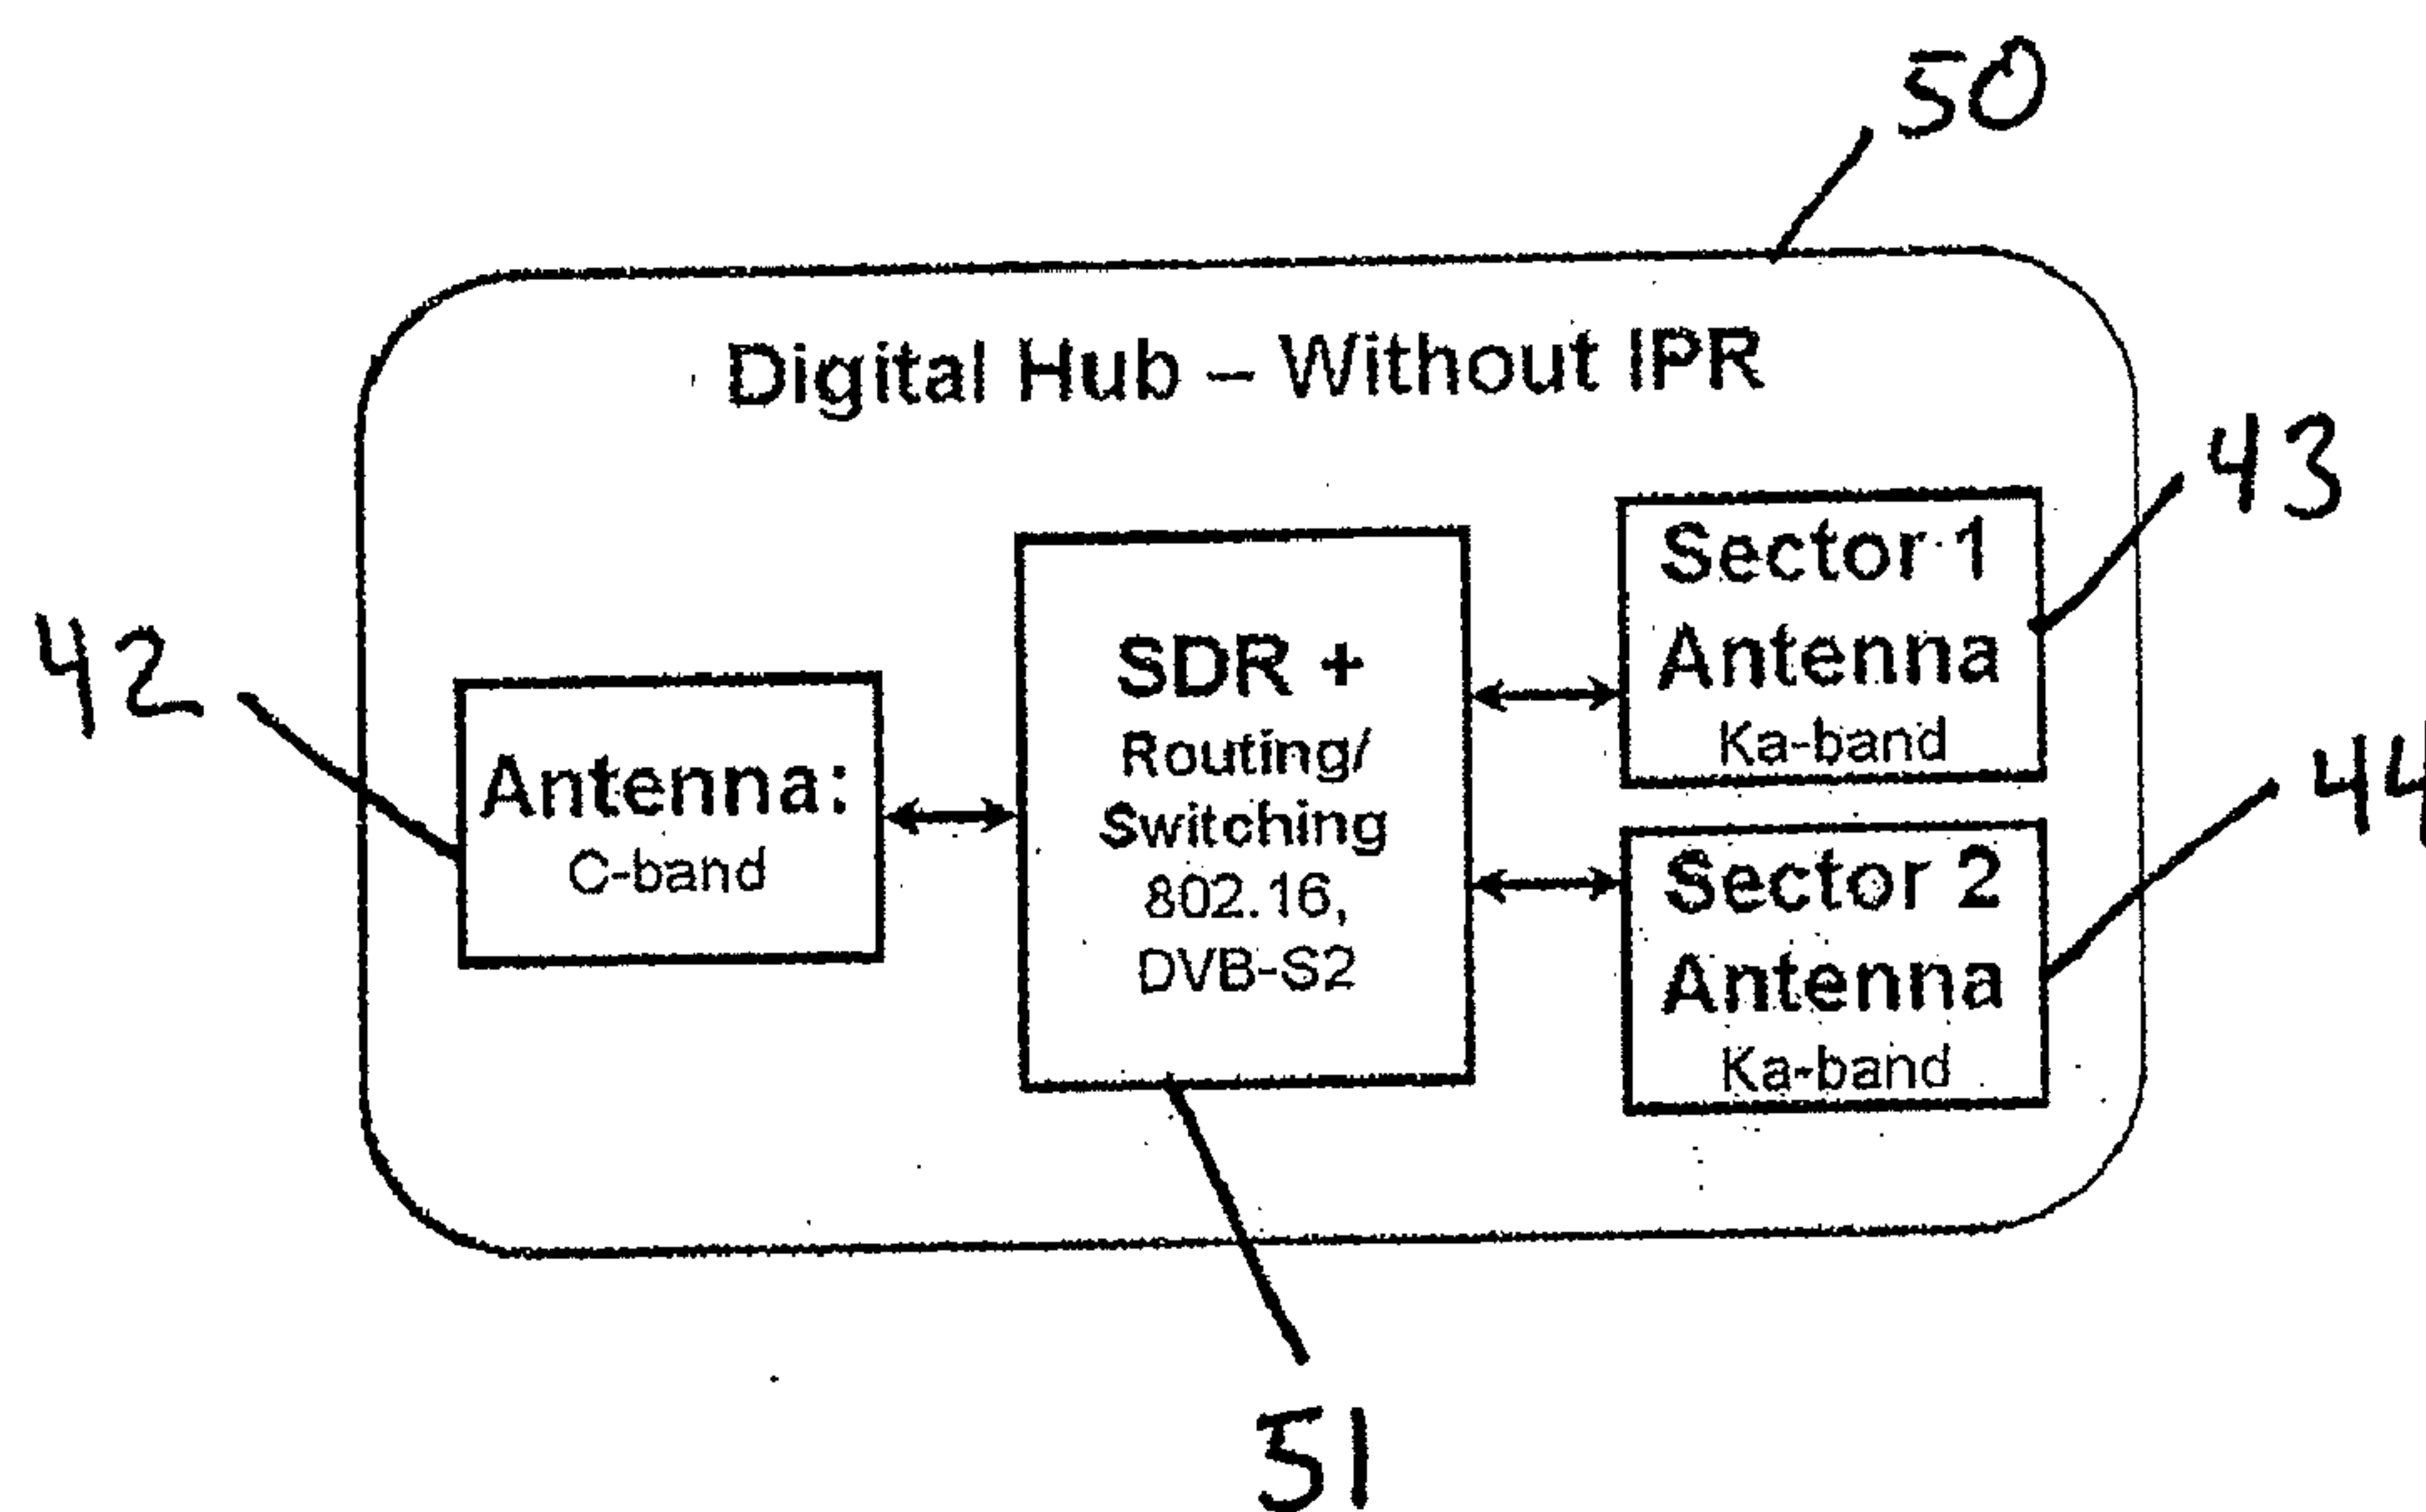 50
Digital Hub – Without IPR
43
Sector 1
Antenna
Ka-band
42
SDR +
Routing/
Switching
802.16,
DVB-S2
Antenna:
C-band
44
Sector 2
Antenna
Ka-band
51